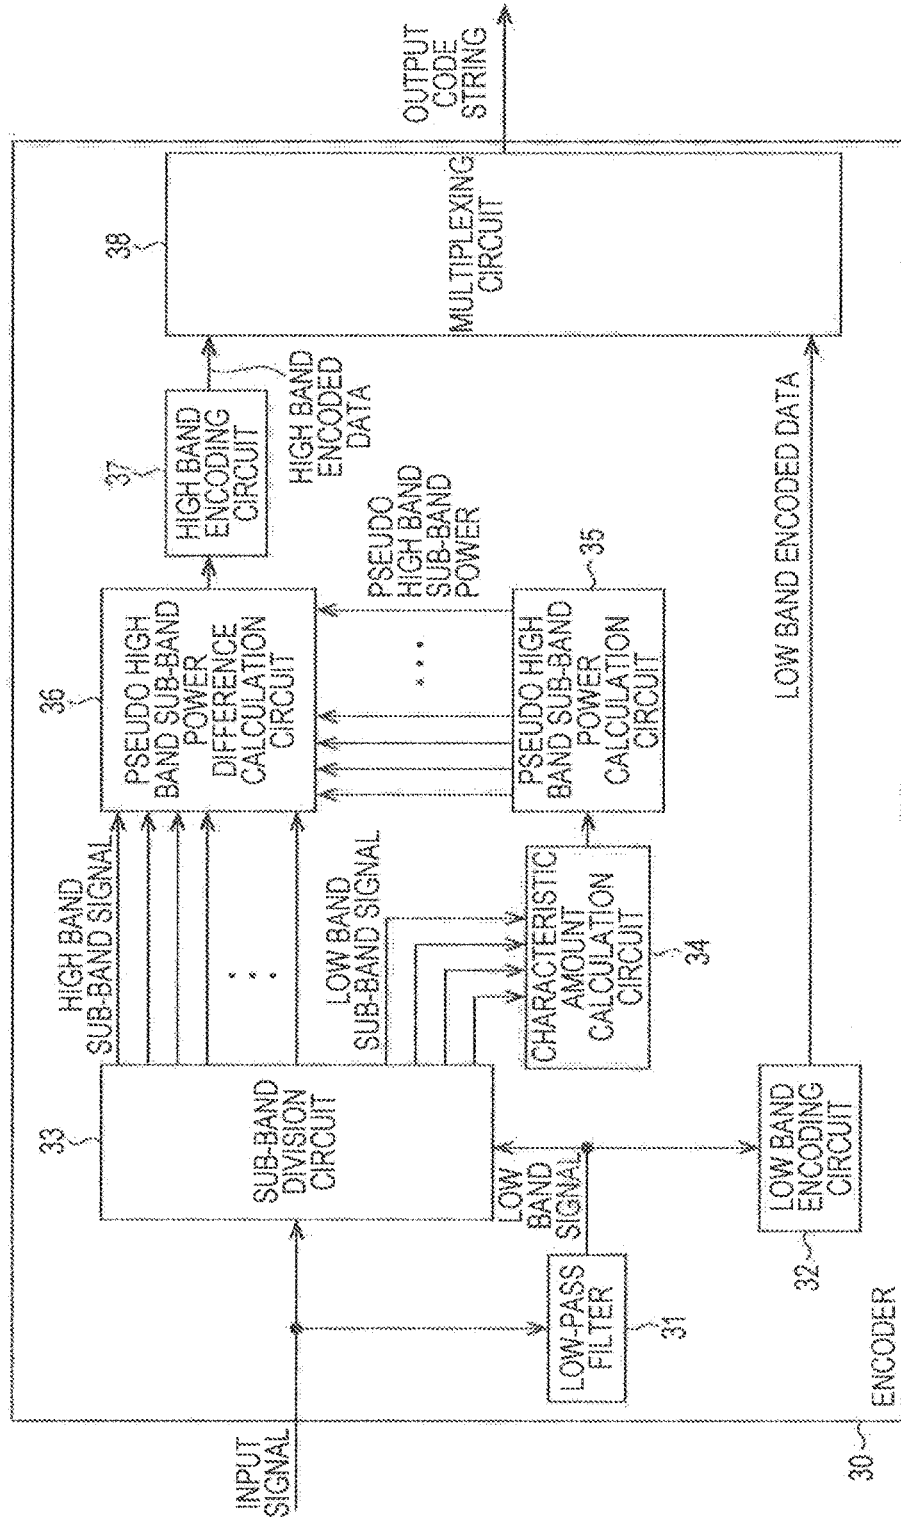 INPUT
SIGNAL
30
ENCODER
LOW-PASS
FILTER
31
LOW
BAND
SIGNAL
LOW BAND
ENCODING
CIRCUIT
32
33
SUB-BAND
DIVISION
CIRCUIT
HIGH BAND
SUB-BAND SIGNAL
LOW BAND
SUB-BAND SIGNAL
CHARACTERISTIC
AMOUNT
CALCULATION
CIRCUIT
34
36
PSEUDO HIGH
BAND SUB-BAND
POWER
DIFFERENCE
CALCULATION
CIRCUIT
PSEUDO HIGH
BAND SUB-BAND
POWER
CALCULATION
CIRCUIT
35
PSEUDO
HIGH BAND
SUB-BAND
POWER
37
HIGH BAND
ENCODING
CIRCUIT
HIGH BAND
ENCODED
DATA
LOW BAND ENCODED DATA
38
MULTIPLEXING
CIRCUIT
OUTPUT
CODE
STRING